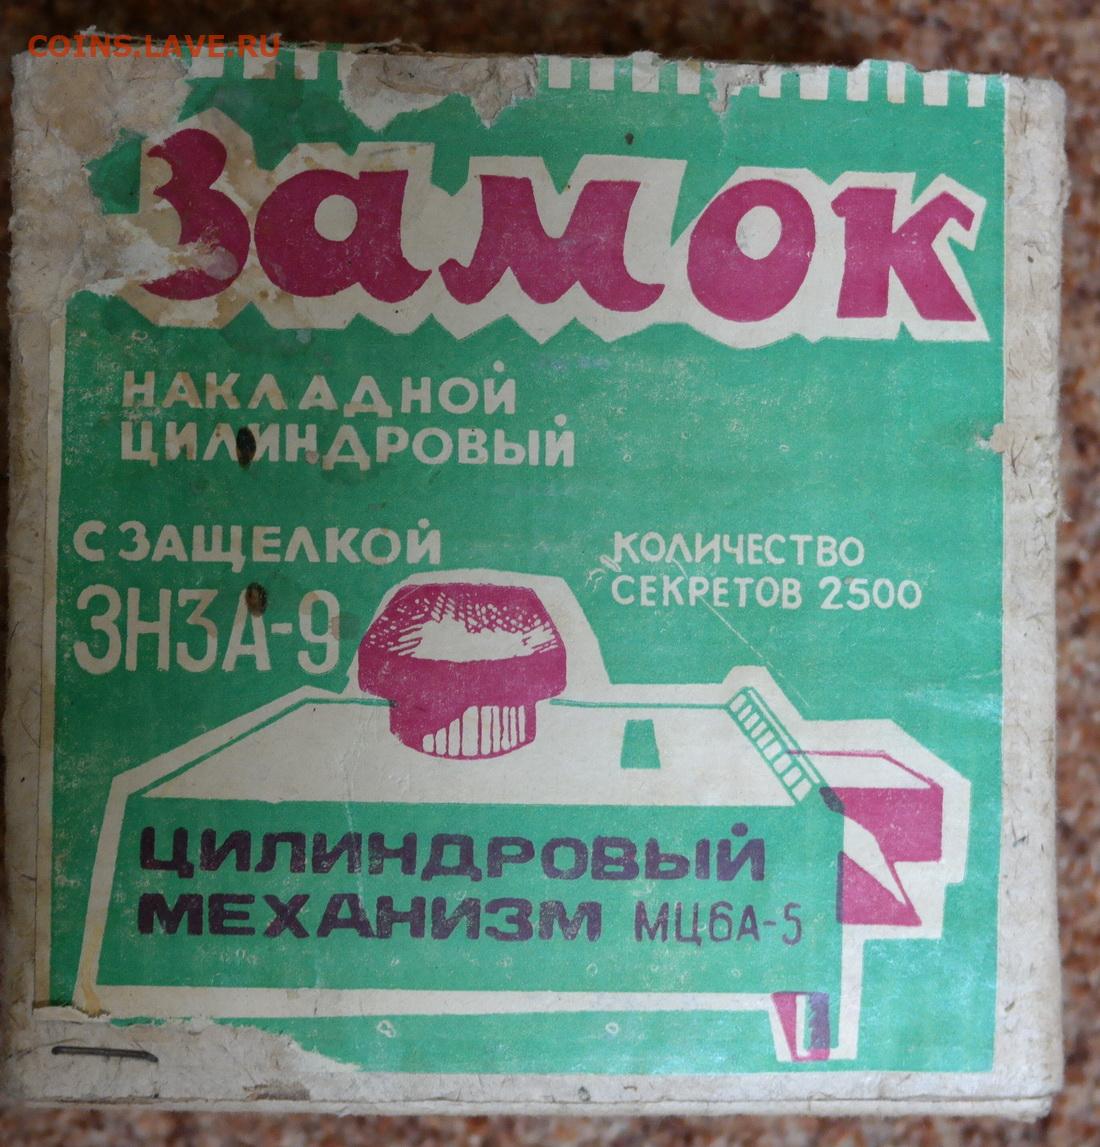 COINS.LAVE.RU
Замок
НАКЛАДНОЙ
ЦИЛИНДРОВЫЙ
С ЗАЩЕЛКОЙ
ЗНЗА-9
КОЛИЧЕСТВО
СЕКРЕТОВ 2500
ЦИЛИНДРОВЫЙ
МЕХАНИЗМ МЦ6А-5